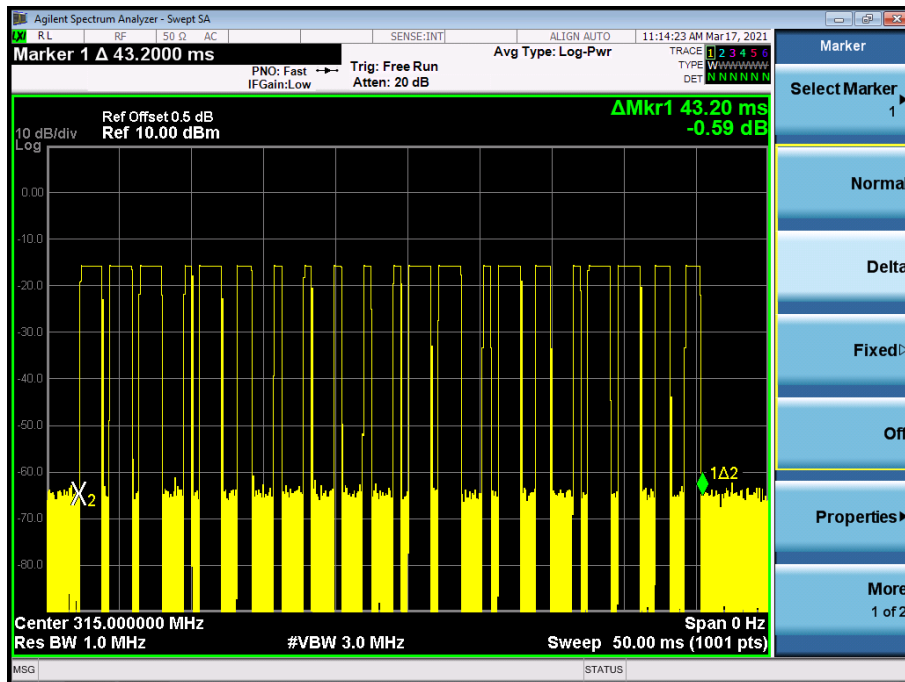 Agilent Spectrum Analyzer - Swept SA
LXI RL RF 50 Ω AC SENSE:INT ALIGN AUTO 11:14:23 AM Mar 17, 2021
Marker 1 Δ 43.2000 ms
PNO: Fast
IFGain:Low
Trig: Free Run
Atten: 20 dB
Avg Type: Log-Pwr
TRACE 1 2 3 4 5 6
TYPE WWWWWW
DET N N N N N N
ΔMkr1 43.20 ms
-0.59 dB
Ref Offset 0.5 dB
10 dB/div Ref 10.00 dBm
Log
0.00
-10.0
-20.0
-30.0
-40.0
-50.0
-60.0
-70.0
-80.0
2
1Δ2
Center 315.000000 MHz Span 0 Hz
Res BW 1.0 MHz #VBW 3.0 MHz Sweep 50.00 ms (1001 pts)
MSG STATUS
Marker
Select Marker
1
Normal
Delta
Fixed
Off
Properties
More
1 of 2